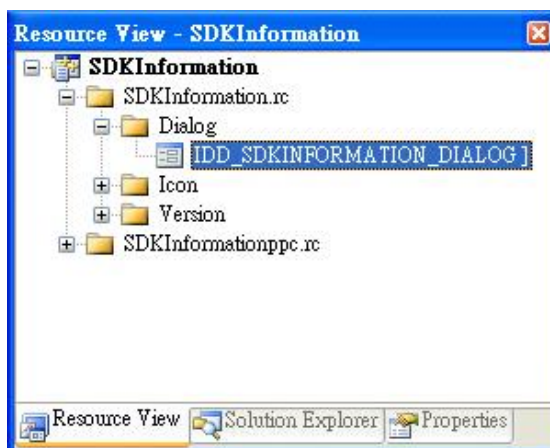 Resource View - SDKInformation
SDKInformation
SDKInformation.rc
Dialog
IDD_SDKINFORMATION_DIALOG]
Icon
Version
SDKInformationppc.rc
Resource View Solution Explorer Properties